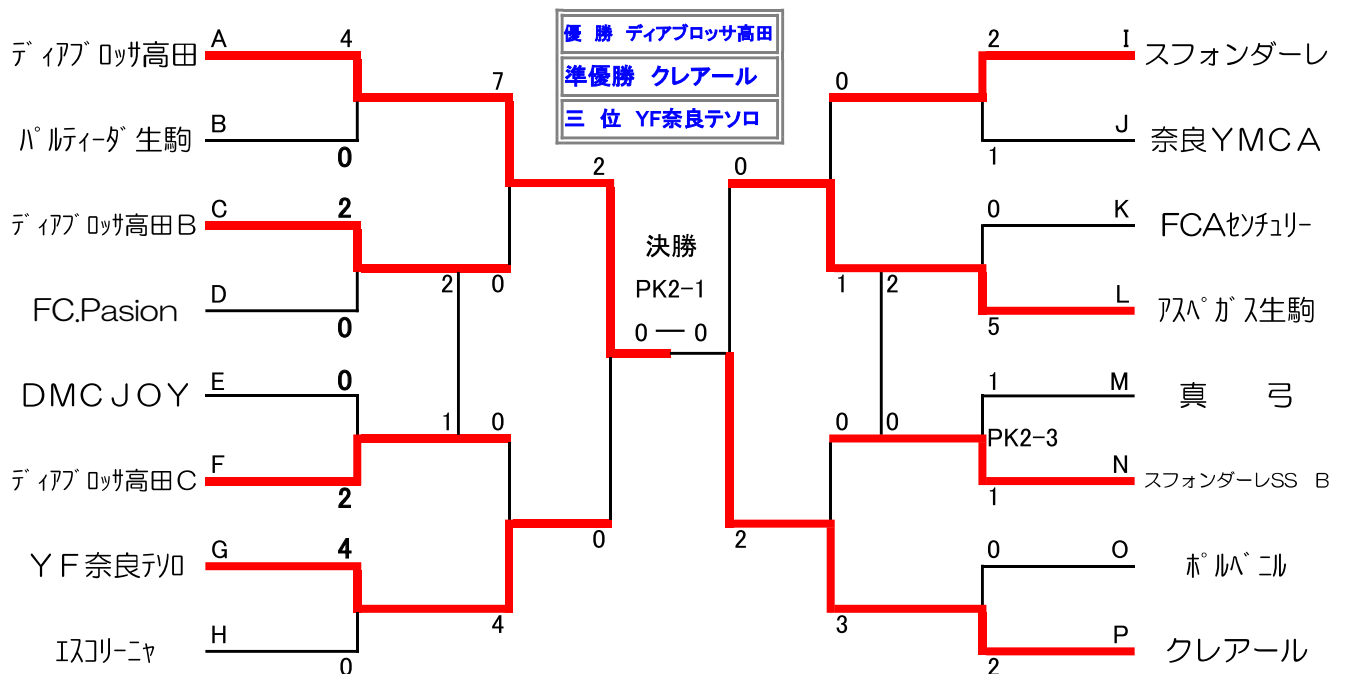 優 勝 ディアブロッサ高田
準優勝 クレアール
三 位 YF奈良テソロ
ﾃﾞｨｱﾌﾞﾛｯｻ高田 A 4
7
ﾊﾟﾙﾃｨｰﾀﾞ生駒 B 0
2
ﾃﾞｨｱﾌﾞﾛｯｻ高田B C 2
2 0
FC.Pasion D 0
DMC JOY E 0
1 0
ﾃﾞｨｱﾌﾞﾛｯｻ高田C F 2
0
YF奈良ﾃｿﾛ G 4
4
ｴｽｺﾘｰﾆｬ H 0
決勝
PK2-1
0 ― 0
2 I スフォンダーレ
0
1 J 奈良YMCA
0
0 K FCAｾﾝﾁｭﾘｰ
1 2
5 L ｱｽﾍﾟｶﾞｽ生駒
1 M 真 弓
0 0 PK2-3
1 N スフォンダーレSS B
2
0 O ﾎﾟﾙﾍﾞﾆﾙ
3
2 P クレアール